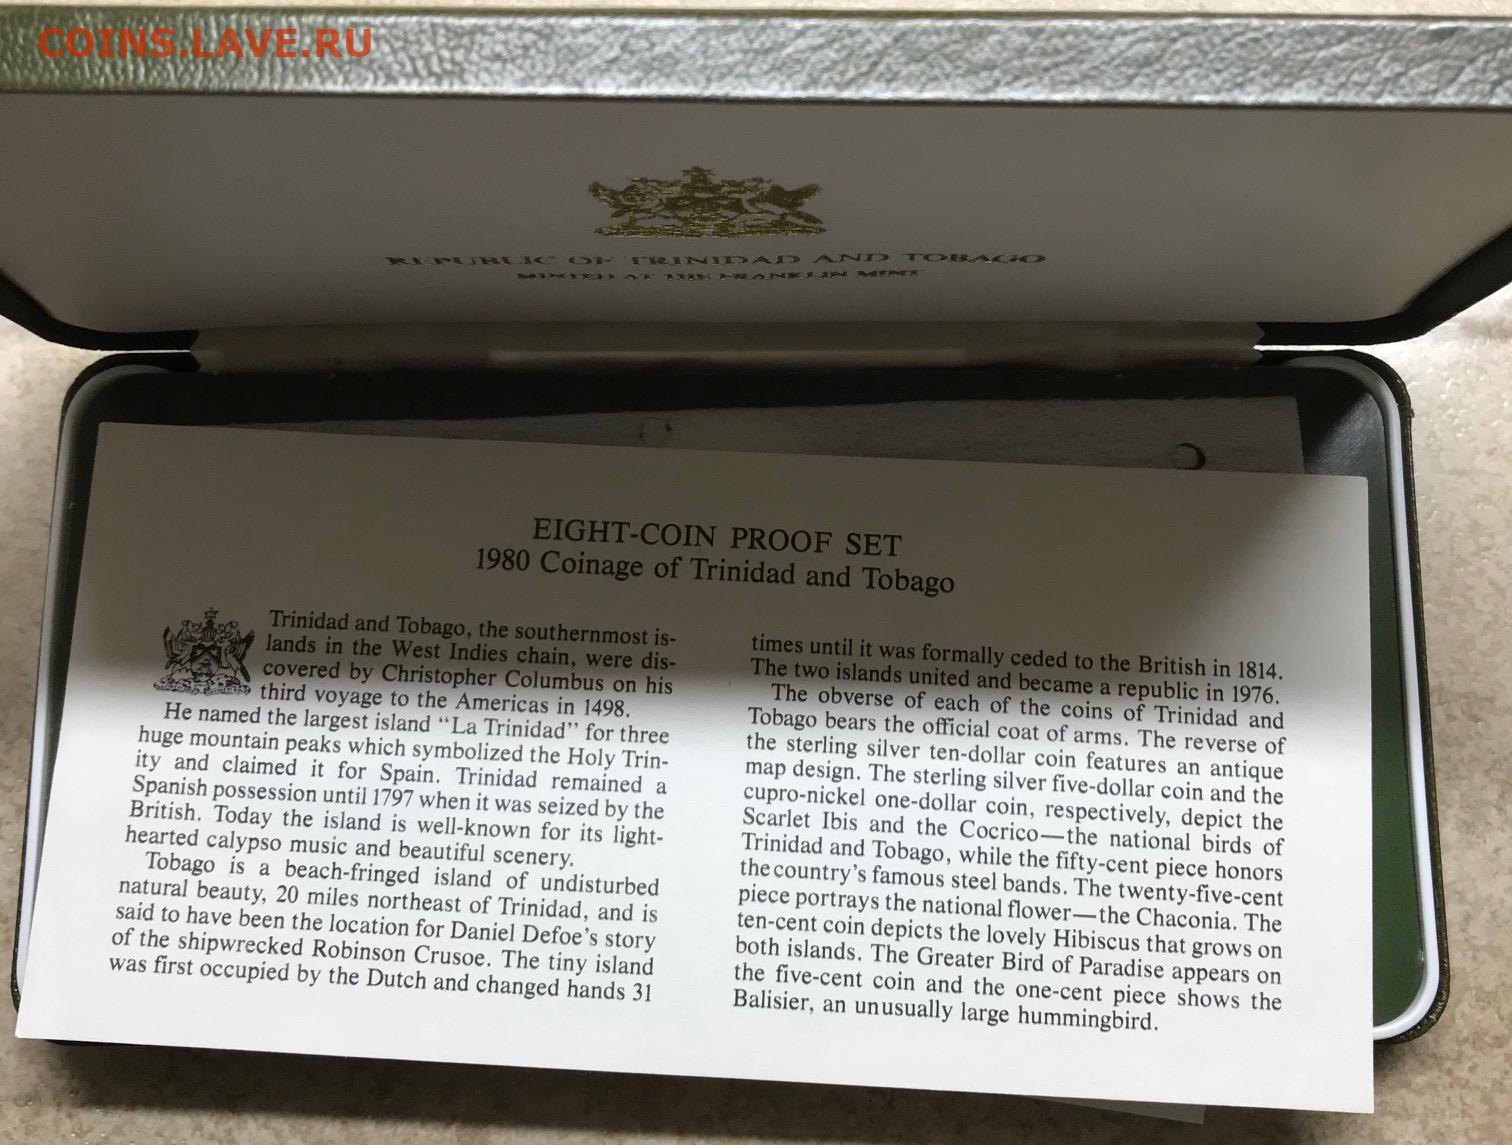 COINS.LAVE.RU
REPUBLIC OF TRINIDAD AND TOBAGO
MINTED AT THE FRANKLIN MINT
EIGHT-COIN PROOF SET
1980 Coinage of Trinidad and Tobago
Trinidad and Tobago, the southernmost is-
lands in the West Indies chain, were dis-
covered by Christopher Columbus on his
third voyage to the Americas in 1498.
He named the largest island “La Trinidad” for three
huge mountain peaks which symbolized the Holy Trin-
ity and claimed it for Spain. Trinidad remained a
Spanish possession until 1797 when it was seized by the
British. Today the island is well-known for its light-
hearted calypso music and beautiful scenery.
Tobago is a beach-fringed island of undisturbed
natural beauty, 20 miles northeast of Trinidad, and is
said to have been the location for Daniel Defoe’s story
of the shipwrecked Robinson Crusoe. The tiny island
was first occupied by the Dutch and changed hands 31
times until it was formally ceded to the British in 1814.
The two islands united and became a republic in 1976.
The obverse of each of the coins of Trinidad and
Tobago bears the official coat of arms. The reverse of
the sterling silver ten-dollar coin features an antique
map design. The sterling silver five-dollar coin and the
cupro-nickel one-dollar coin, respectively, depict the
Scarlet Ibis and the Cocrico—the national birds of
Trinidad and Tobago, while the fifty-cent piece honors
the country’s famous steel bands. The twenty-five-cent
piece portrays the national flower—the Chaconia. The
ten-cent coin depicts the lovely Hibiscus that grows on
both islands. The Greater Bird of Paradise appears on
the five-cent coin and the one-cent piece shows the
Balisier, an unusually large hummingbird.